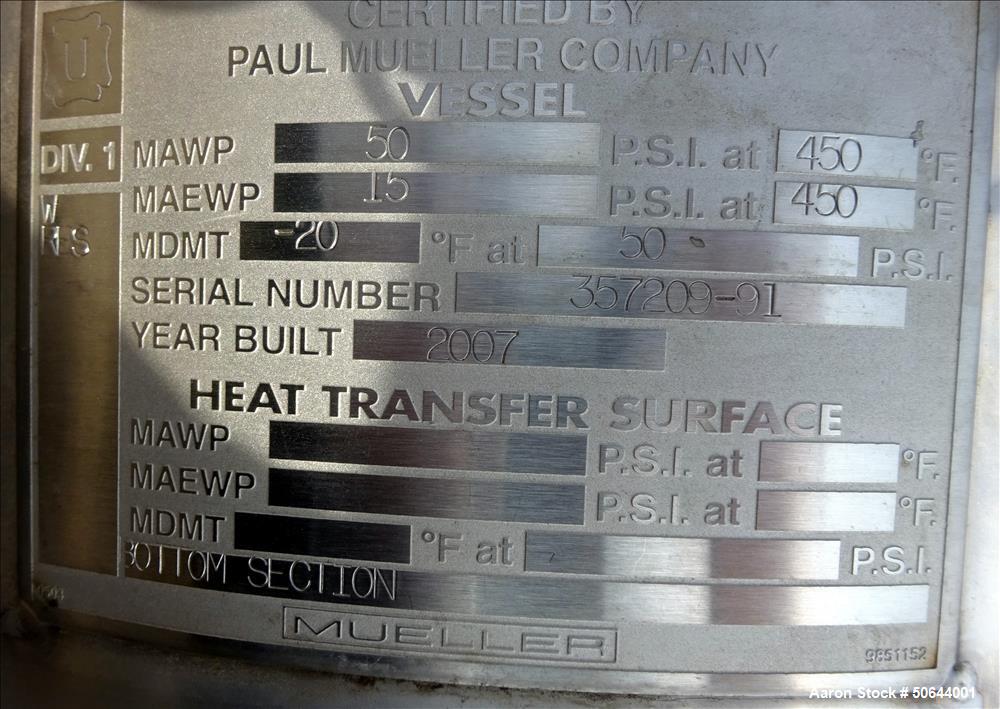 CERTIFIED BY
U
PAUL MUELLER COMPANY
VESSEL
DIV. 1
MAWP 50 P.S.I. at 450 °F.
MAEWP 15 P.S.I. at 450 °F.
W
MDMT -20 °F at 50 P.S.I.
SERIAL NUMBER 357209-91
YEAR BUILT 2007
HEAT TRANSFER SURFACE
MAWP P.S.I. at °F.
MAEWP P.S.I. at °F.
MDMT °F at P.S.I.
BOTTOM SECTION
MUELLER
9851152
Aaron Stock # 50644001